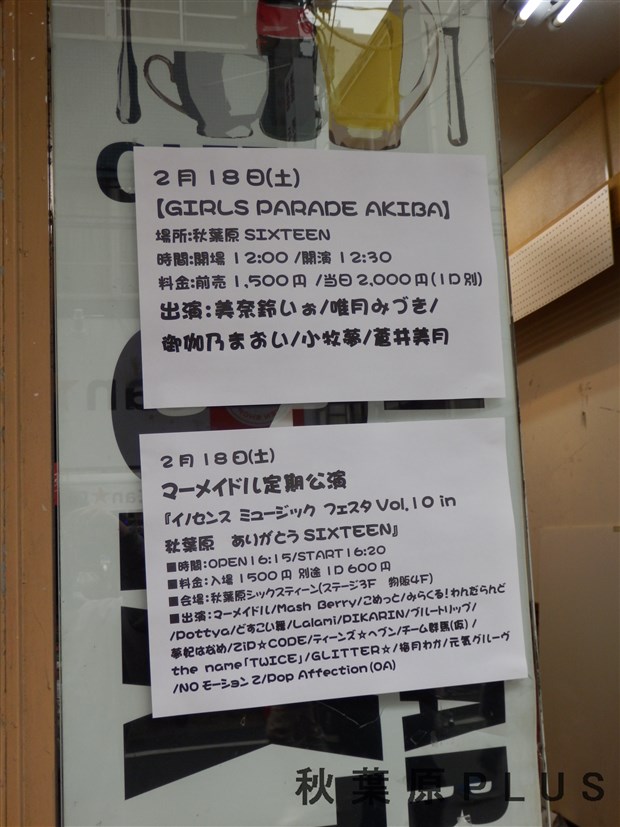 2月18日(土)
【GIRLS PARADE AKIBA】
場所:秋葉原 SIXTEEN
時間:開場 12:00 /開演 12:30
料金:前売 1,500円 /当日 2,000円(1D別)
出演:美奈鈴いぉ/唯月みづき/
御伽乃まおい/小牧夢/蒼井美月
2月18日(土)
マーメイドル定期公演
『イノセンス ミュージック フェスタ Vol.10 in
秋葉原 ありがとう SIXTEEN』
■時間:OPEN16:15/START16:20
■料金:入場 1500円 別途 1D 600円
■会場:秋葉原シックスティーン(ステージ3F 物販4F)
■出演:マーメイドル/Mash Berry/こめっと/みらくる!わんだらんど
/Dottya/どすこい麗/Lalami/PIKARIN/ブルートリップ/
夢妃はなめ/ZiP☆CODE/ティーンズ☆ヘブン/チーム群馬(仮)/
the name「TWICE」/GLITTER☆/梅月わか/元気グルーヴ
/NOモーションZ/Pop Affection(OA)
AR
秋葉原PLUS